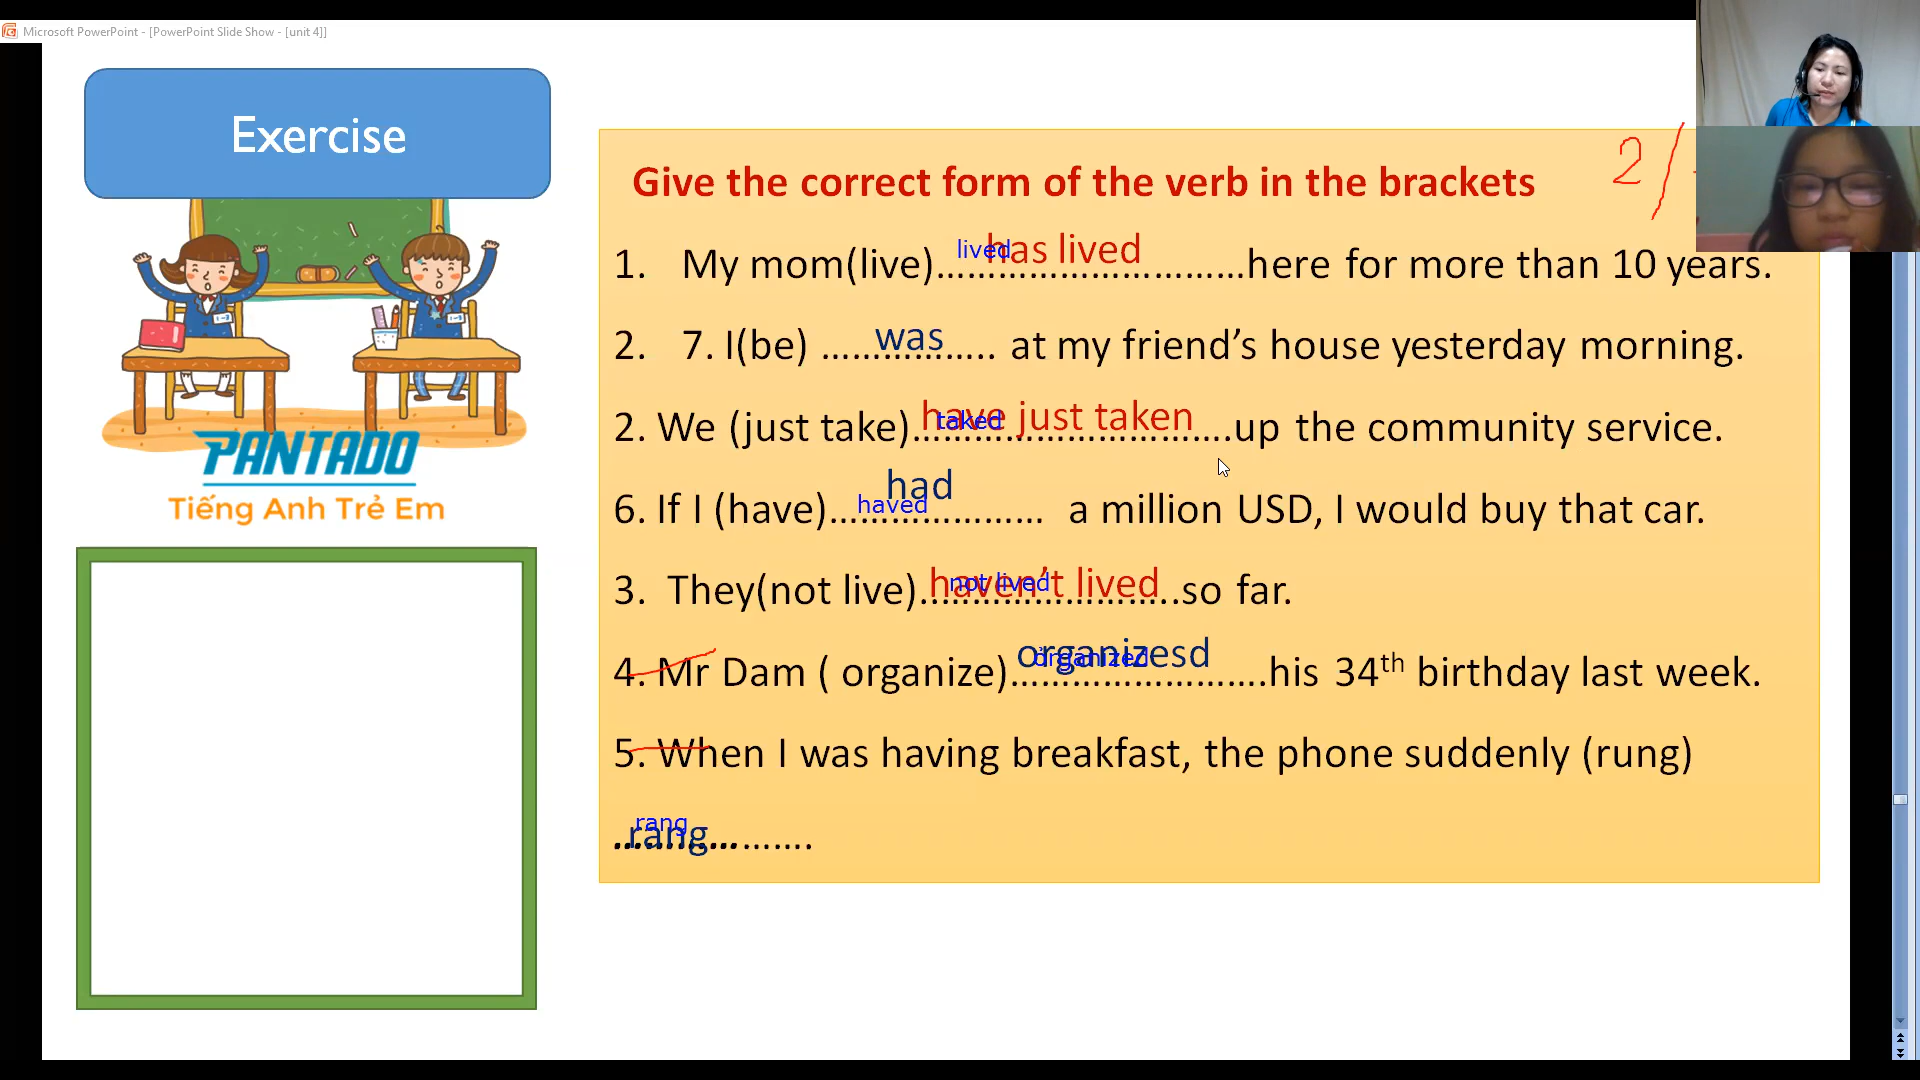 Microsoft PowerPoint - [PowerPoint Slide Show - [unit 4]]
Exercise
PANTADO
Tiếng Anh Trẻ Em
Give the correct form of the verb in the brackets
2/
1. My mom(live)…………………………here for more than 10 years.
lived
has lived
2. 7. I(be) …………….. at my friend’s house yesterday morning.
was
2. We (just take)………………………….up the community service.
taked
have just taken
6. If I (have)………………… a million USD, I would buy that car.
haved
had
3. They(not live)……………………..so far.
not lived
haven’t lived
4. Mr Dam ( organize)…………………….his 34th birthday last week.
organized
organizesd
5. When I was having breakfast, the phone suddenly (rung)
……………….
rang
rang